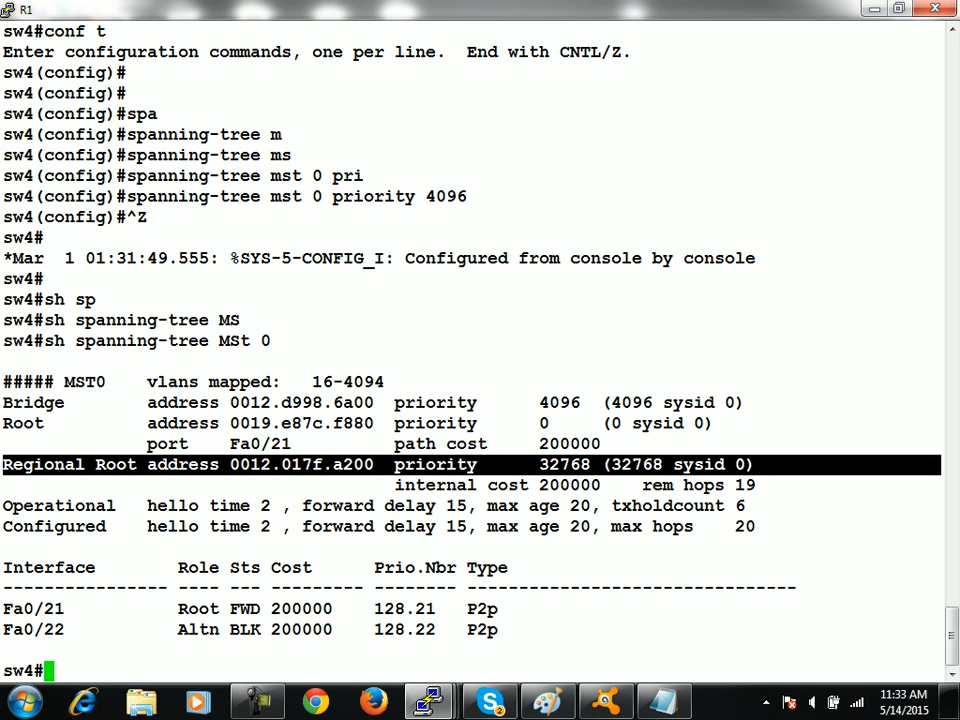 R1
sw4#conf t
Enter configuration commands, one per line.  End with CNTL/Z.
sw4(config)#
sw4(config)#
sw4(config)#spa
sw4(config)#spanning-tree m
sw4(config)#spanning-tree ms
sw4(config)#spanning-tree mst 0 pri
sw4(config)#spanning-tree mst 0 priority 4096
sw4(config)#^Z
sw4#
*Mar  1 01:31:49.555: %SYS-5-CONFIG_I: Configured from console by console
sw4#
sw4#sh sp
sw4#sh spanning-tree MS
sw4#sh spanning-tree MSt 0
##### MST0    vlans mapped:   16-4094
Bridge        address 0012.d998.6a00  priority      4096  (4096 sysid 0)
Root          address 0019.e87c.f880  priority      0     (0 sysid 0)
              port    Fa0/21          path cost     200000
Regional Root address 0012.017f.a200  priority      32768 (32768 sysid 0)
                                      internal cost 200000    rem hops 19
Operational   hello time 2 , forward delay 15, max age 20, txholdcount 6
Configured    hello time 2 , forward delay 15, max age 20, max hops    20
Interface        Role Sts Cost      Prio.Nbr Type
---------------- ---- --- --------- -------- --------------------------------
Fa0/21           Root FWD 200000    128.21   P2p
Fa0/22           Altn BLK 200000    128.22   P2p
sw4#
2
11:33 AM
5/14/2015